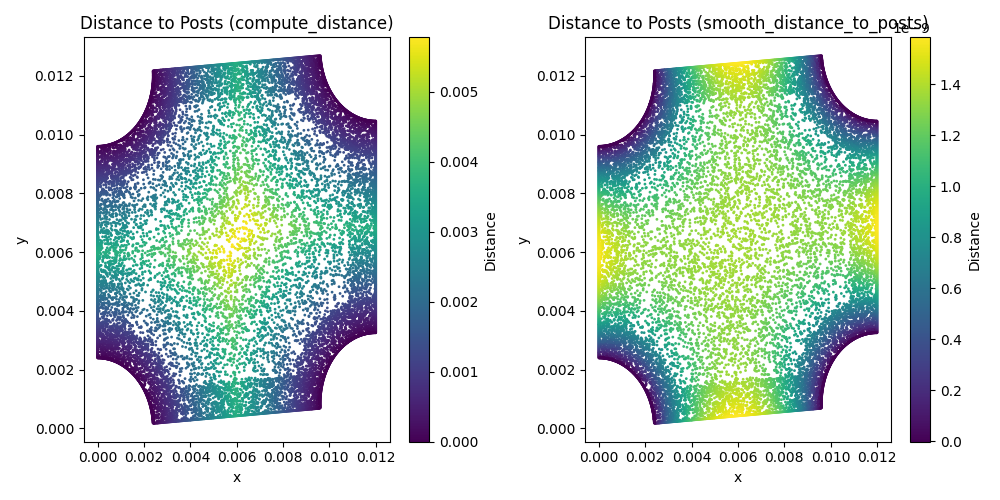 Distance to Posts (compute_distance)
0.012
0.010
0.008
0.006
0.004
0.002
0.000
y
0.000 0.002 0.004 0.006 0.008 0.010 0.012
x
0.005
0.004
0.003
0.002
0.001
0.000
Distance
Distance to Posts (smooth_distance_to_posts)
1e−9
0.012
0.010
0.008
0.006
0.004
0.002
0.000
y
0.000 0.002 0.004 0.006 0.008 0.010 0.012
x
1.4
1.2
1.0
0.8
0.6
0.4
0.2
0.0
Distance